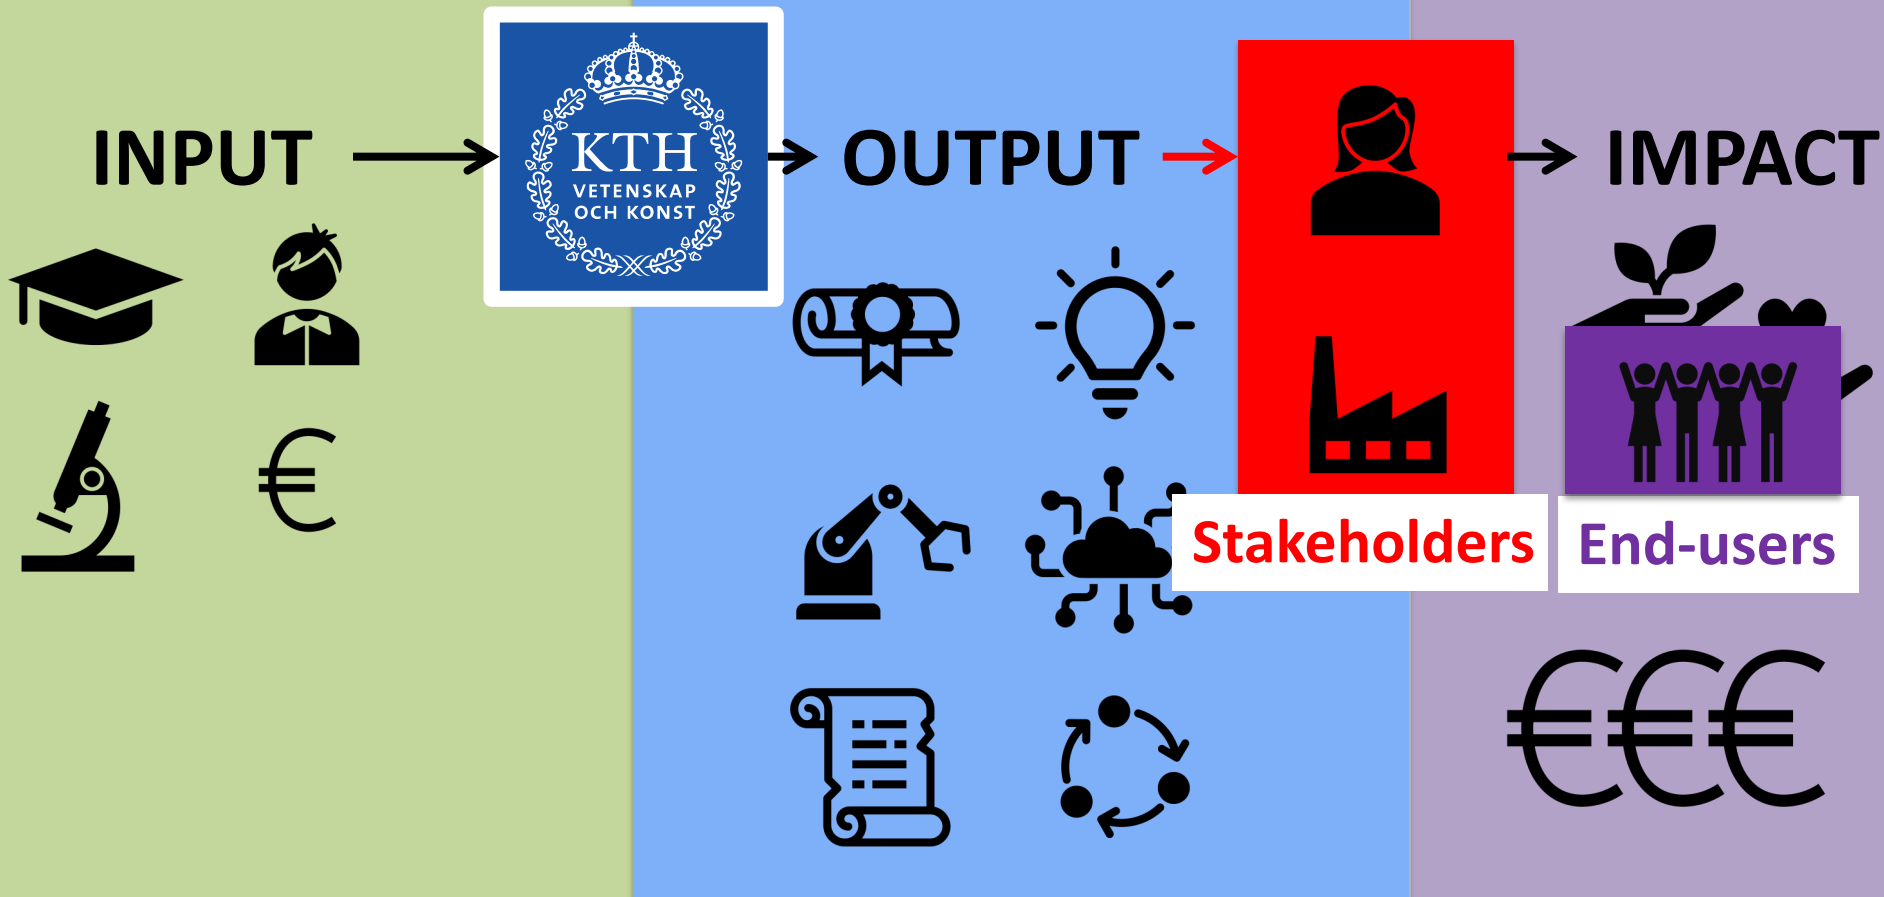 INPUT
KTH
VETENSKAP
OCH KONST
OUTPUT
IMPACT
€
Stakeholders
End-users
€€€